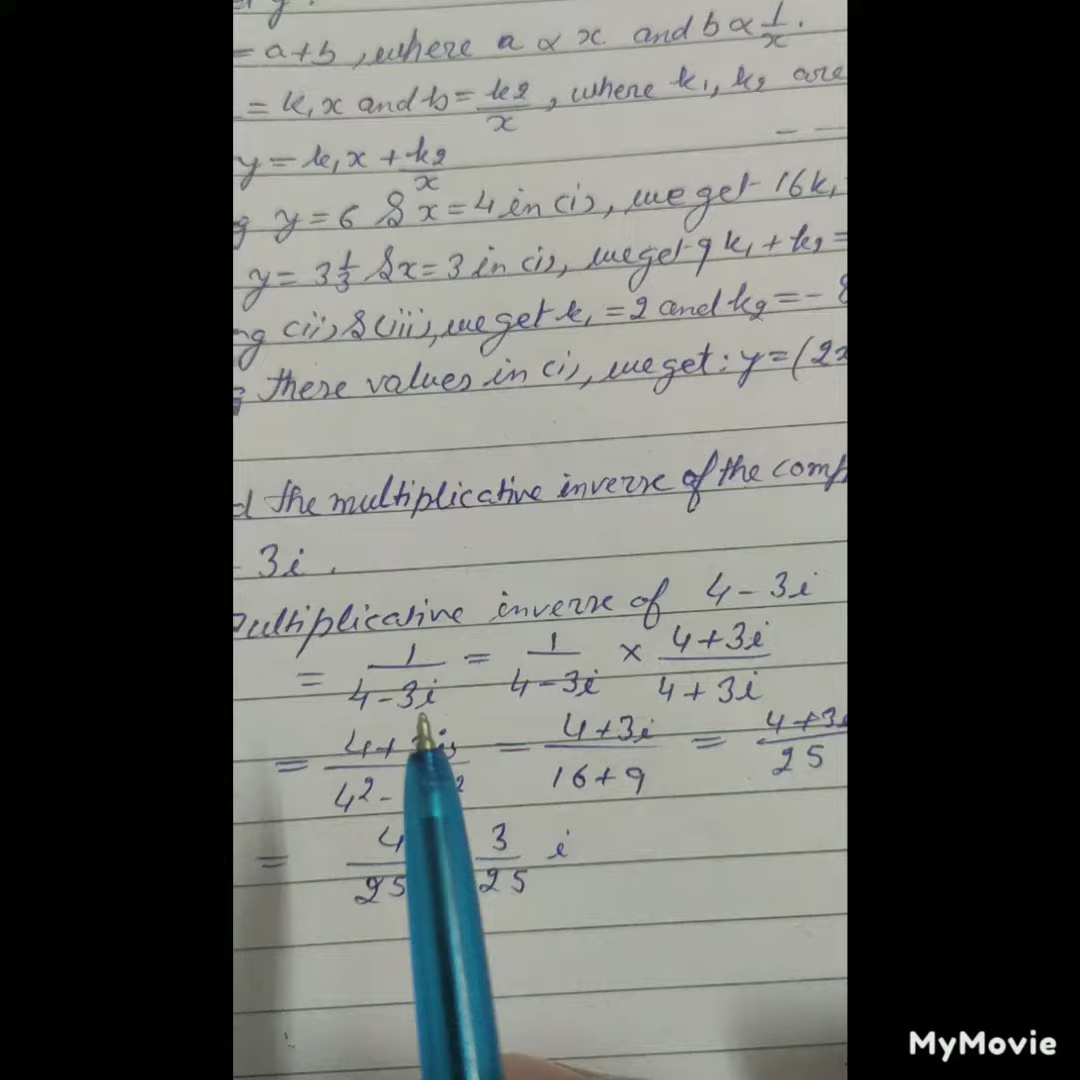 = a+b, where a ∝ x and b ∝ 1/x.
= k₁x and b = k2/x, where k₁, k₂ are
y = k₁x + k2/x
y = 6 & x = 4 in (i), we get 16k₁
y = 3 1/3 & x = 3 in (i), we get 9k₁ + k₂ =
(ii) & (iii), we get k₁ = 2 and k₂ = - 8
these values in (i), we get : y = (2x
the multiplicative inverse of the comp
- 3i.
Multiplicative inverse of 4 - 3i
= 1/(4-3i) = 1/(4-3i) × (4+3i)/(4+3i)
= 4+ / 4² - = (4+3i)/(16+9) = (4+3i)/25
= 4/25 3/25 i
MyMovie